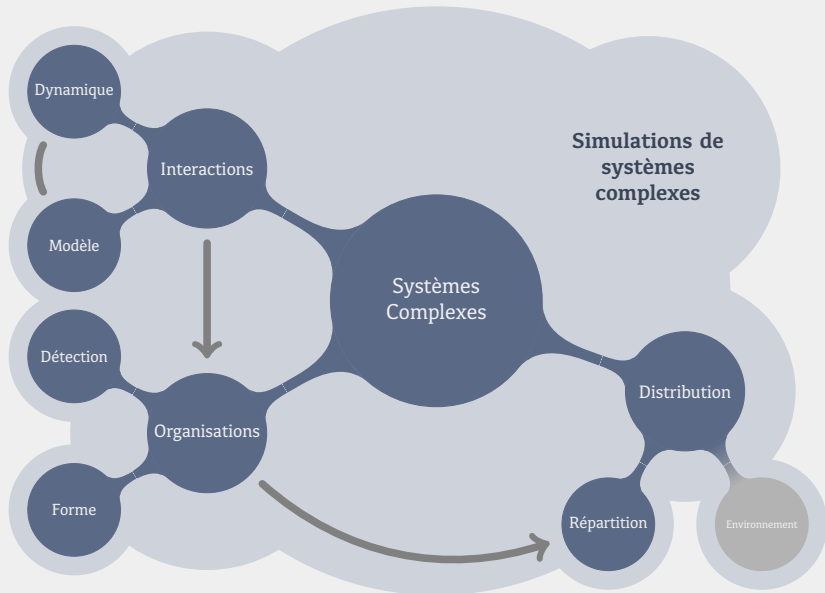 Dynamique
Interactions
Modèle
Simulations de
systèmes
complexes
Systèmes
Complexes
Détection
Organisations
Forme
Distribution
Répartition
Environnement